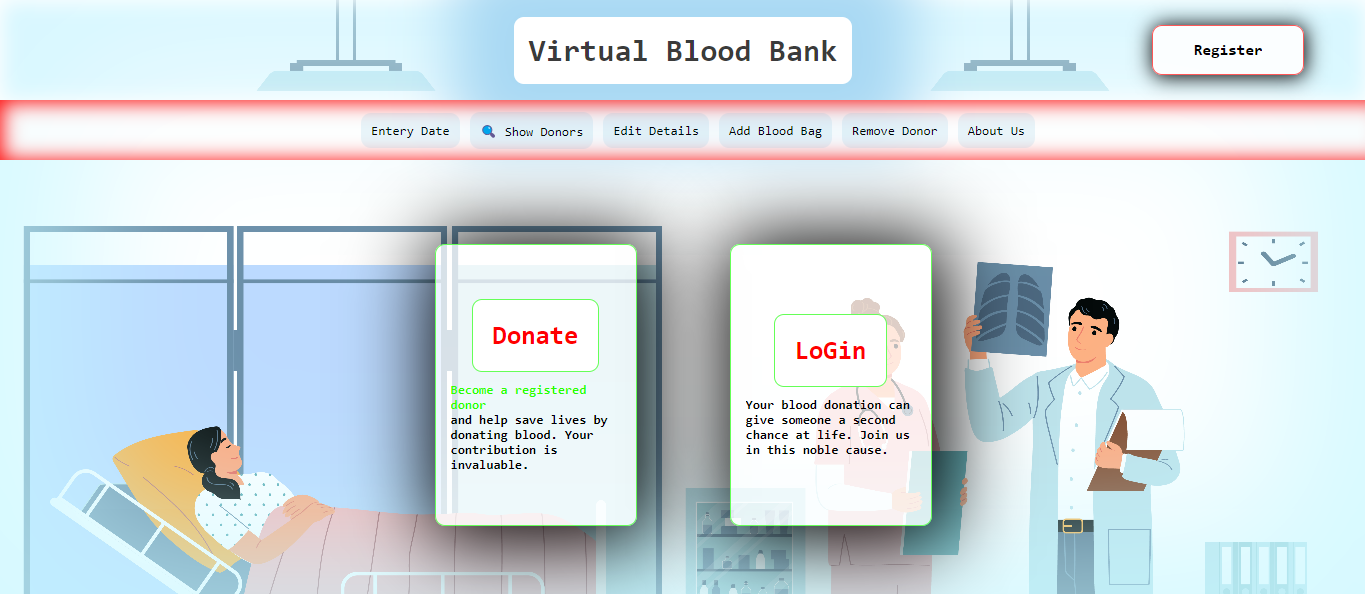 Virtual Blood Bank
Register
Entery Date
Show Donors
Edit Details
Add Blood Bag
Remove Donor
About Us
Donate
Become a registered
donor
and help save lives by
donating blood. Your
contribution is
invaluable.
LoGin
Your blood donation can
give someone a second
chance at life. Join us
in this noble cause.